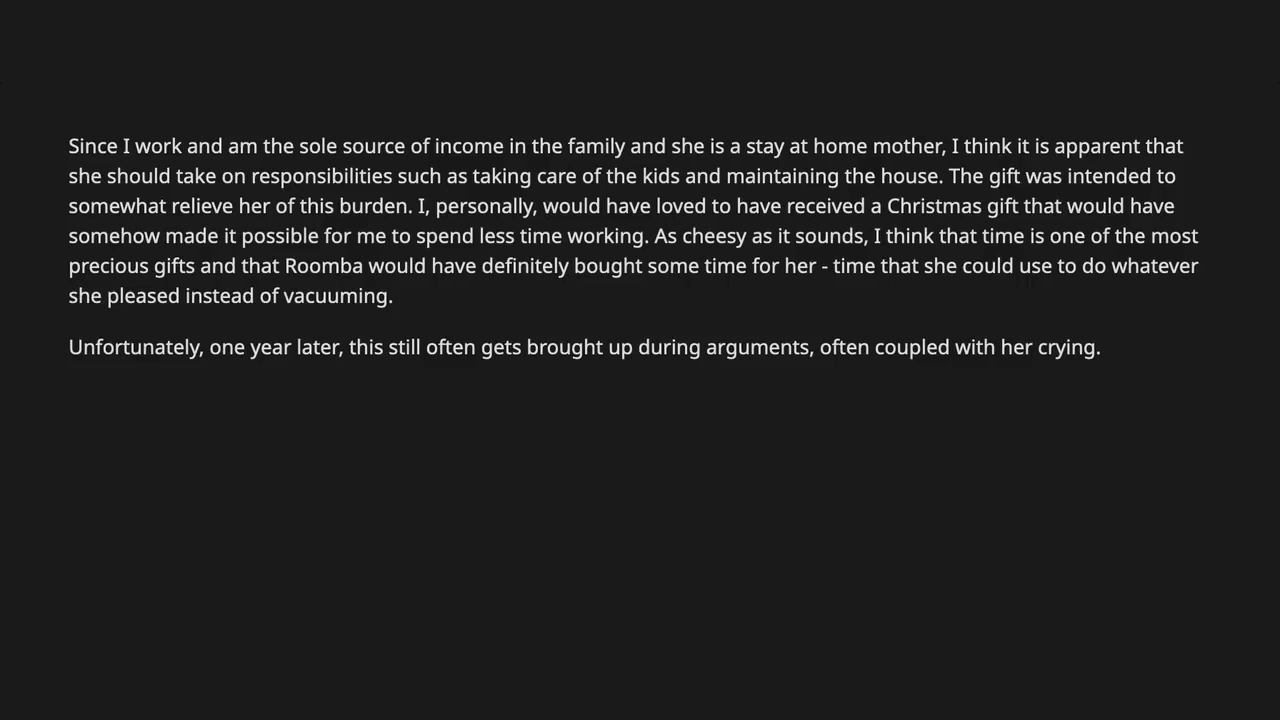 Since I work and am the sole source of income in the family and she is a stay at home mother, I think it is apparent that
she should take on responsibilities such as taking care of the kids and maintaining the house. The gift was intended to
somewhat relieve her of this burden. I, personally, would have loved to have received a Christmas gift that would have
somehow made it possible for me to spend less time working. As cheesy as it sounds, I think that time is one of the most
precious gifts and that Roomba would have definitely bought some time for her - time that she could use to do whatever
she pleased instead of vacuuming.
Unfortunately, one year later, this still often gets brought up during arguments, often coupled with her crying.